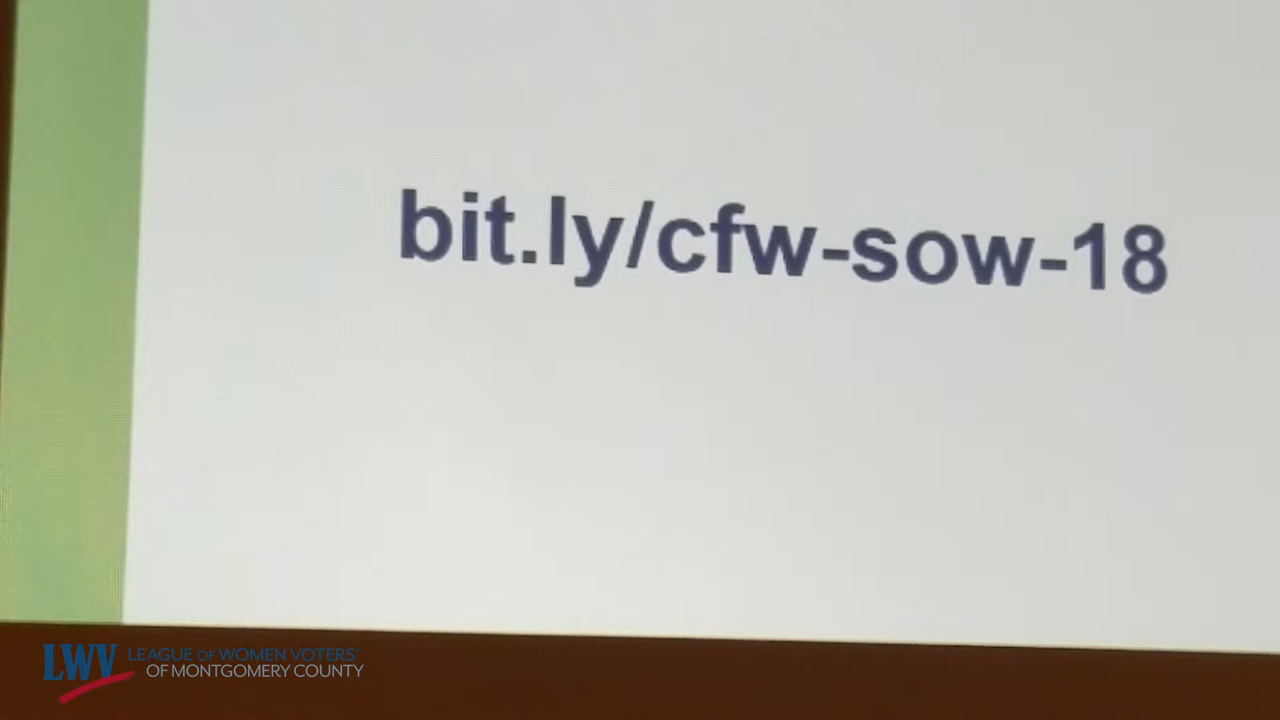 bit.ly/cfw-sow-18
LWV
LEAGUE OF WOMEN VOTERS
OF MONTGOMERY COUNTY